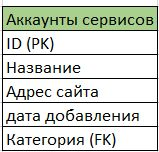 Аккаунты сервисов
ID (PK)
Название
Адрес сайта
дата добавления
Категория (FK)